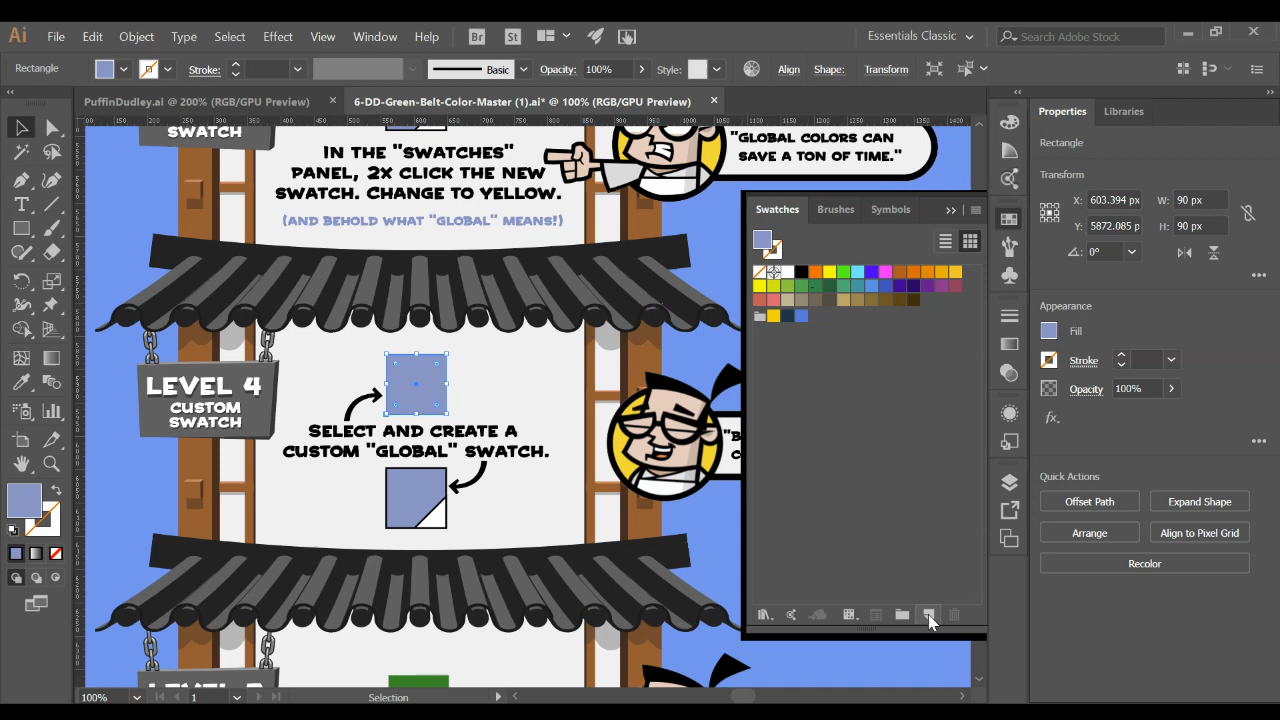 Ai File Edit Object Type Select Effect View Window Help Br St Essentials Classic Search Adobe Stock
Rectangle Stroke: Basic Opacity: 100% Style: Align Shape: Transform
PuffinDudley.ai @ 200% (RGB/GPU Preview) × 6-DD-Green-Belt-Color-Master (1).ai* @ 100% (RGB/GPU Preview) ×
SWATCH
IN THE "SWATCHES"
PANEL, 2X CLICK THE NEW
SWATCH. CHANGE TO YELLOW.
(AND BEHOLD WHAT "GLOBAL" MEANS!)
"GLOBAL COLORS CAN
SAVE A TON OF TIME."
LEVEL 4
CUSTOM
SWATCH
SELECT AND CREATE A
CUSTOM "GLOBAL" SWATCH.
Swatches Brushes Symbols
Properties Libraries
Rectangle
Transform
X: 603.394 px W: 90 px
Y: 5872.085 p H: 90 px
0°
Appearance
Fill
Stroke
Opacity 100%
fx.
Quick Actions
Offset Path Expand Shape
Arrange Align to Pixel Grid
Recolor
100% 1 Selection